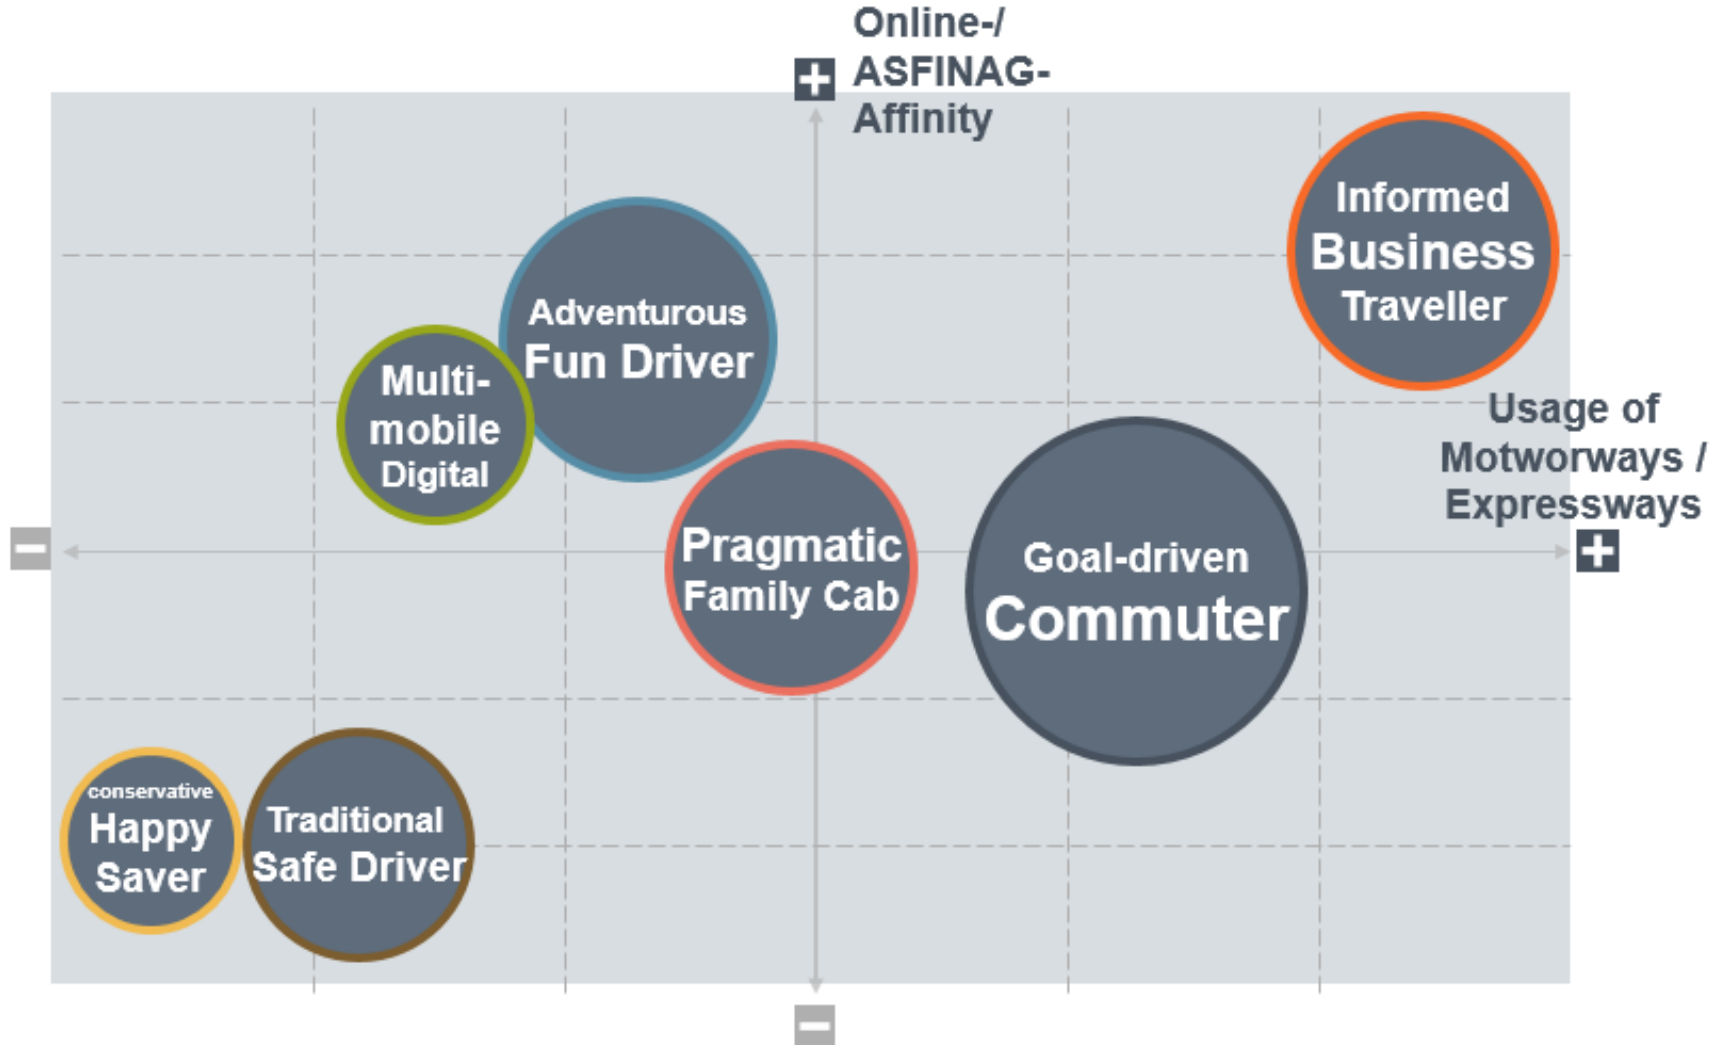 Online-/
ASFINAG-
Affinity
Informed
Business
Traveller
Adventurous
Fun Driver
Multi-
mobile
Digital
Usage of
Motworways /
Expressways
Pragmatic
Family Cab
Goal-driven
Commuter
conservative
Happy
Saver
Traditional
Safe Driver